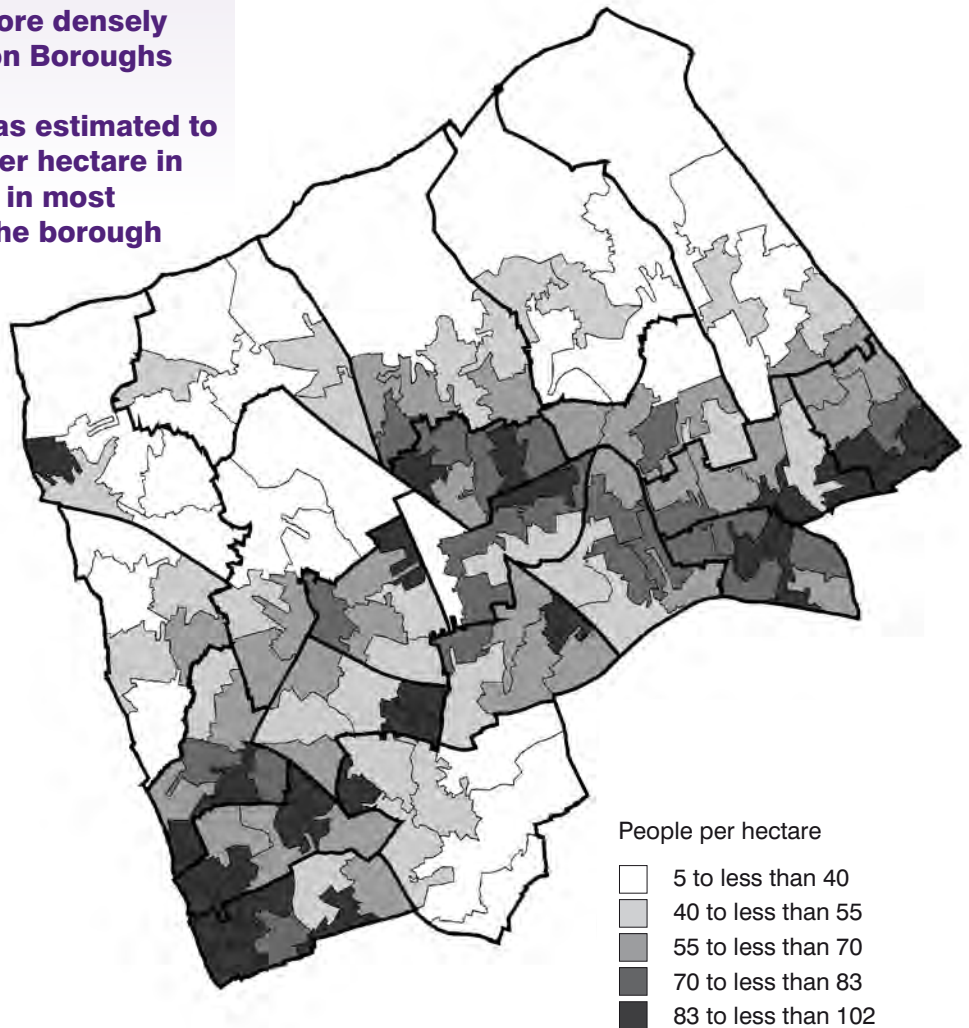 ore densely
on Boroughs
as estimated to
er hectare in
in most
he borough
People per hectare
5 to less than 40
40 to less than 55
55 to less than 70
70 to less than 83
83 to less than 102